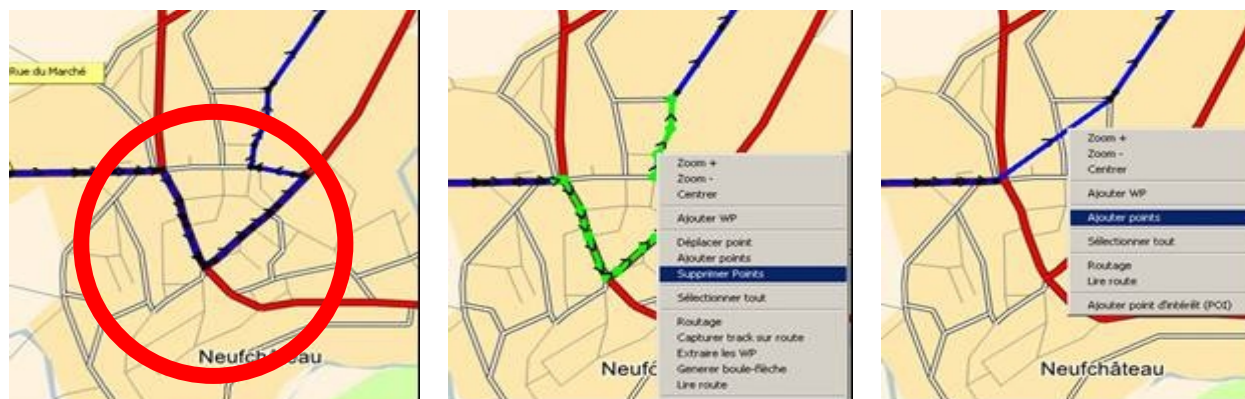 Rue du Marché
Neufchâteau
Zoom +
Zoom -
Centrer
Ajouter WP
Déplacer point
Ajouter points
Supprimer Points
Sélectionner tout
Routage
Capturer track sur route
Extraire les WP
Generer boule-flèche
Lire route
Neufc
Zoom +
Zoom -
Centrer
Ajouter WP
Ajouter points
Sélectionner tout
Routage
Lire route
Ajouter point d'intérêt (POI)
Neufchâteau